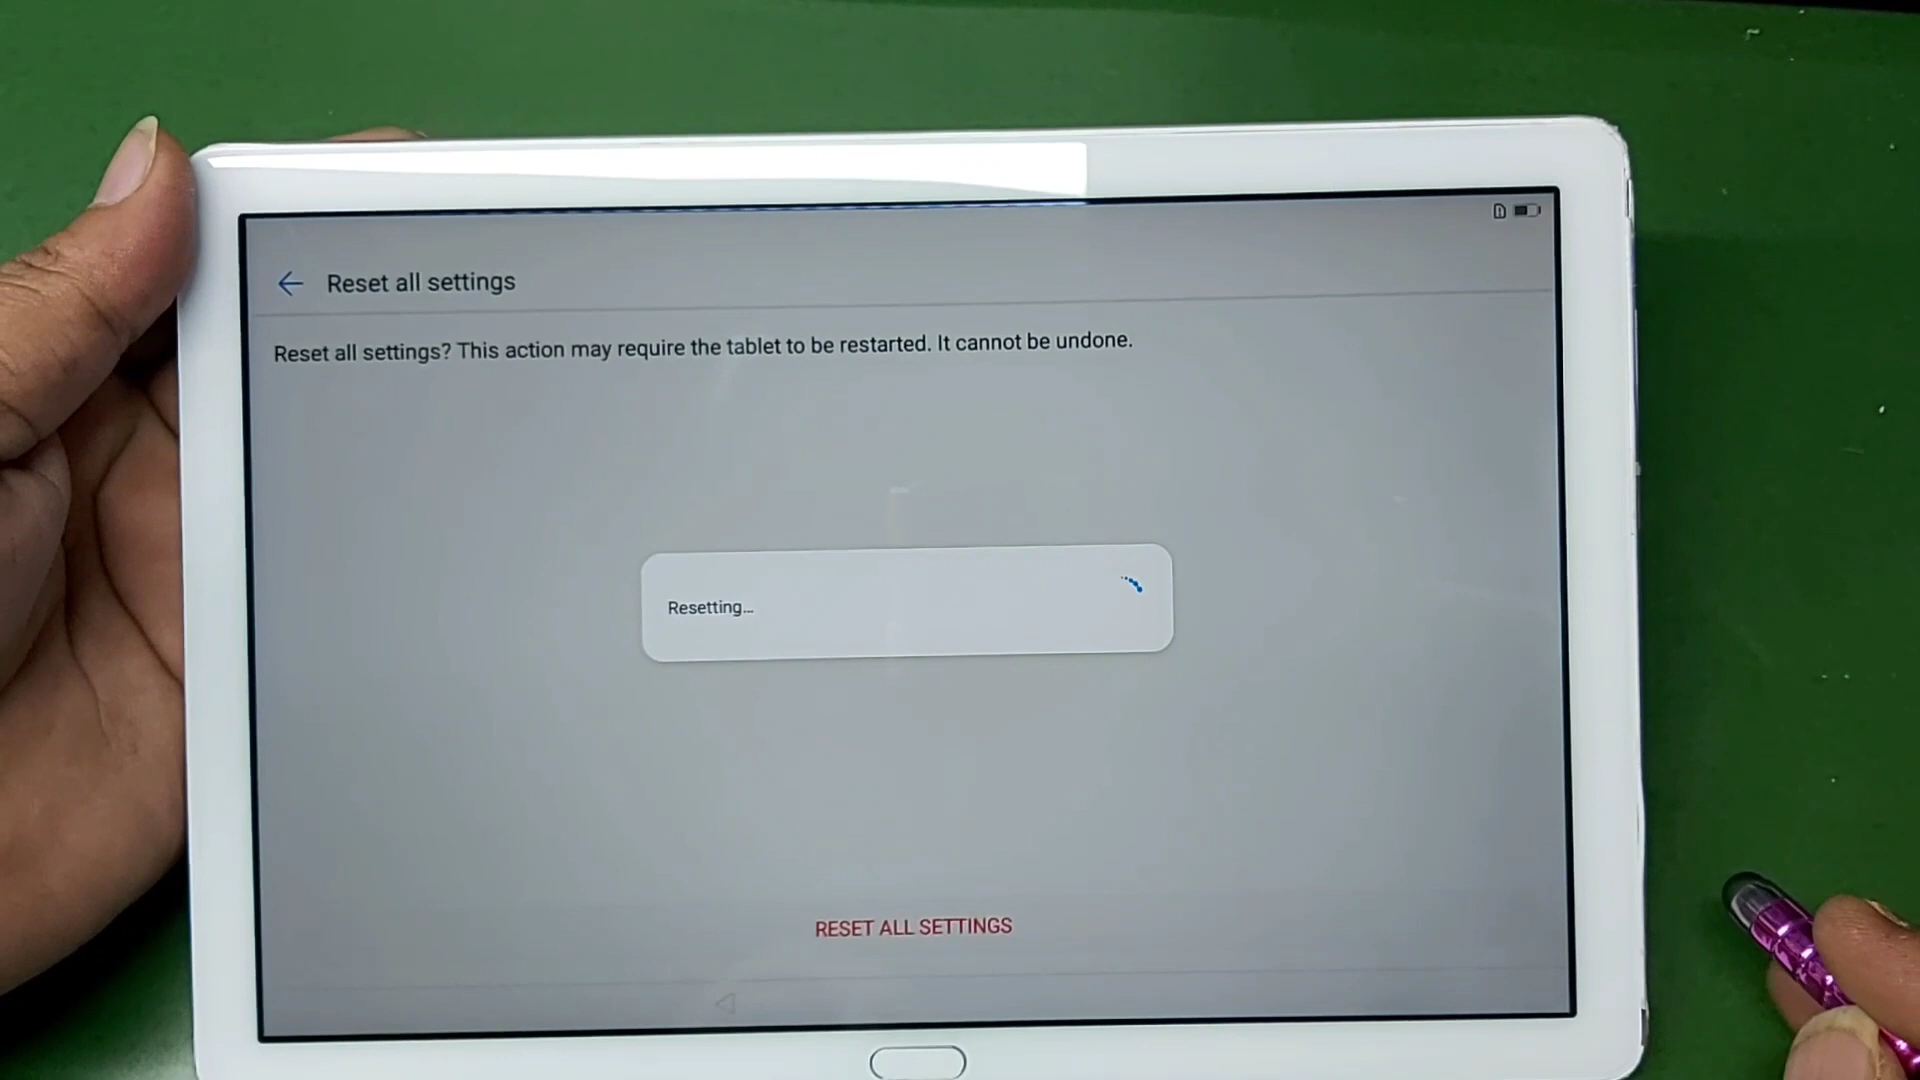 Reset all settings
Reset all settings? This action may require the tablet to be restarted. It cannot be undone.
Resetting...
RESET ALL SETTINGS